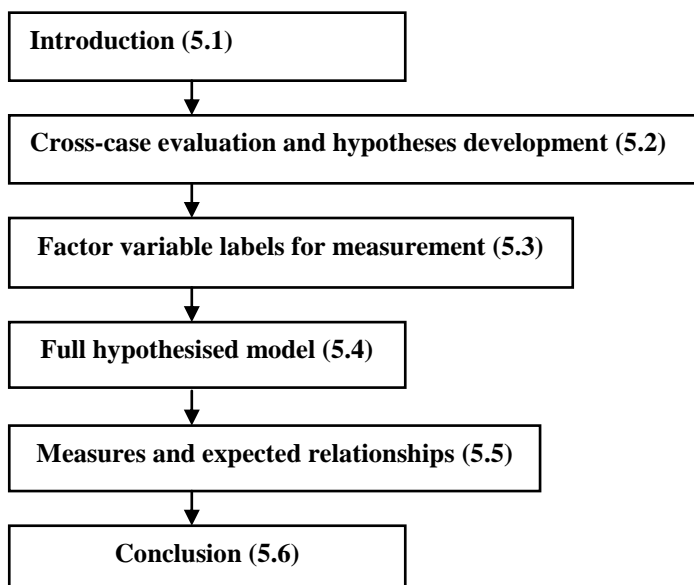 Introduction (5.1)
Cross-case evaluation and hypotheses development (5.2)
Factor variable labels for measurement (5.3)
Full hypothesised model (5.4)
Measures and expected relationships (5.5)
Conclusion (5.6)